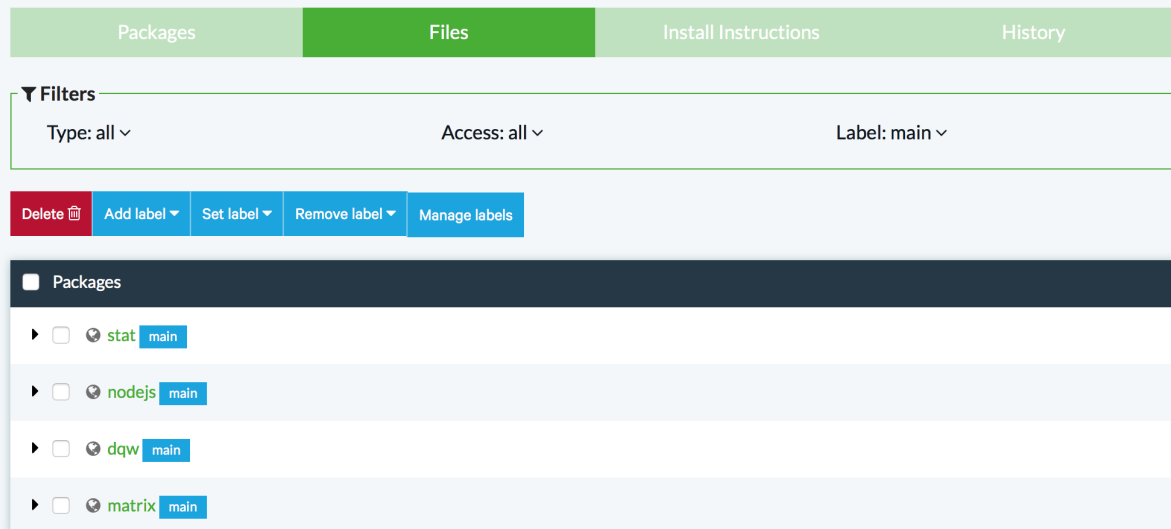 Packages Files Install Instructions History
Filters
Type: all Access: all Label: main
Delete Add label Set label Remove label Manage labels
Packages
stat main
nodejs main
dqw main
matrix main